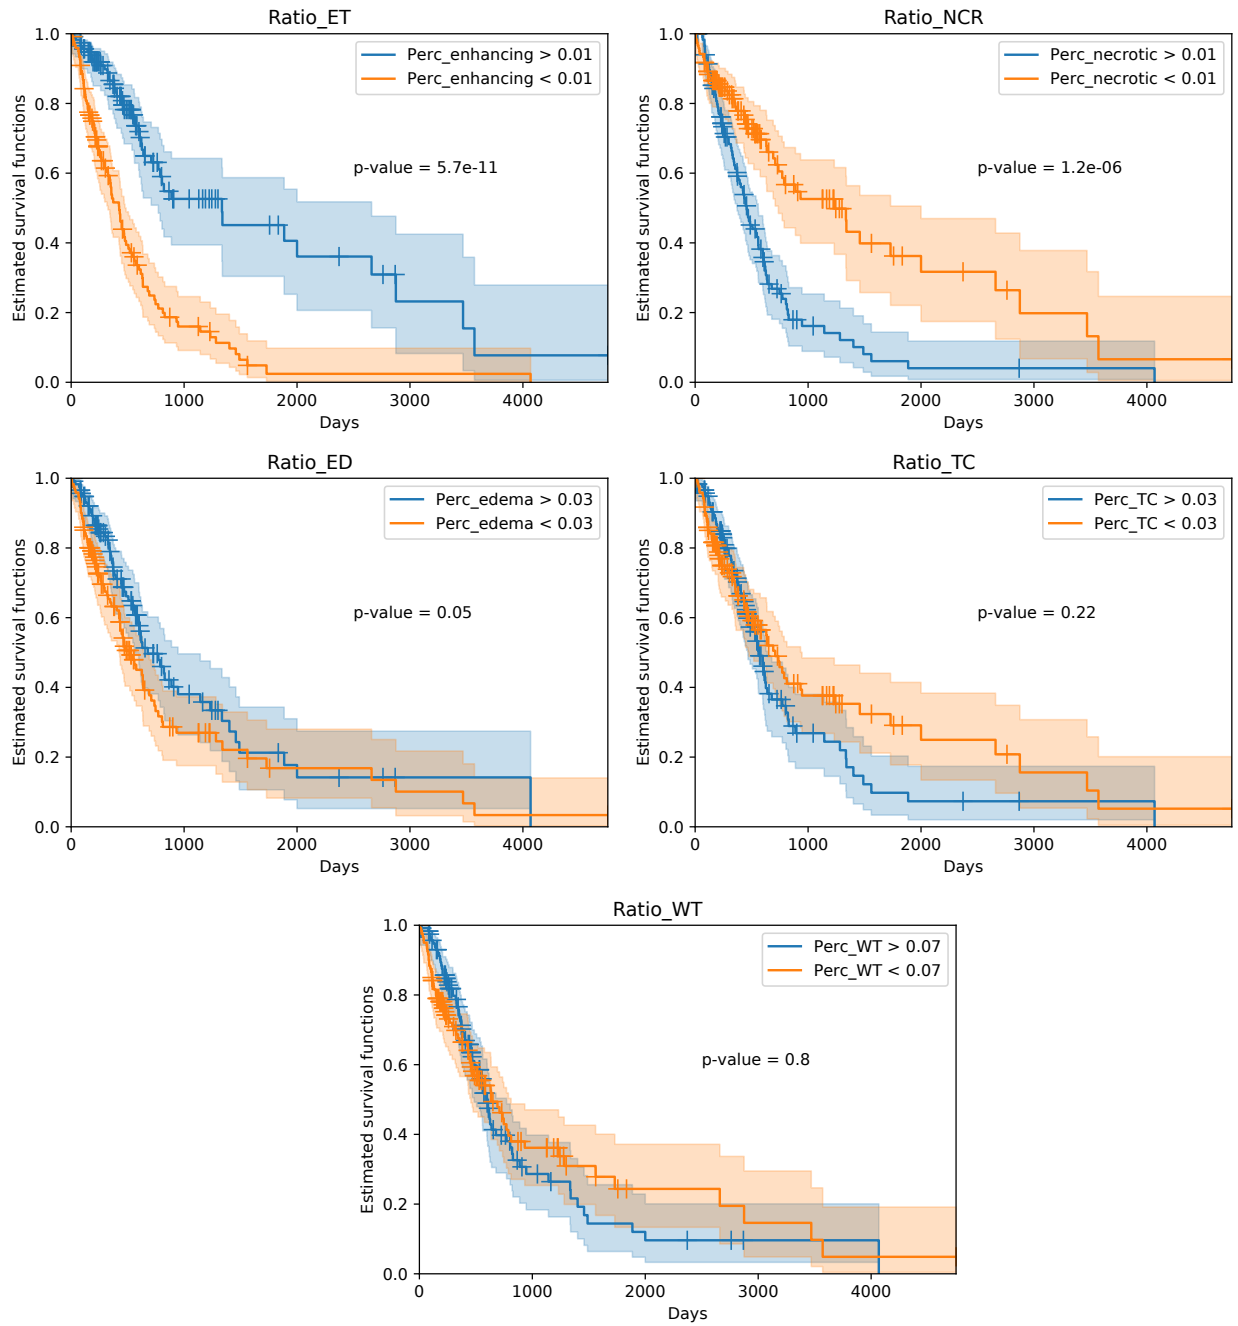 Ratio_ET
Estimated survival functions
1.0
0.8
0.6
0.4
0.2
0.0
Perc_enhancing > 0.01
Perc_enhancing < 0.01
p-value = 5.7e-11
0
1000
2000
3000
4000
Days
Ratio_NCR
Estimated survival functions
1.0
0.8
0.6
0.4
0.2
0.0
Perc_necrotic > 0.01
Perc_necrotic < 0.01
p-value = 1.2e-06
0
1000
2000
3000
4000
Days
Ratio_ED
Estimated survival functions
1.0
0.8
0.6
0.4
0.2
0.0
Perc_edema > 0.03
Perc_edema < 0.03
p-value = 0.05
0
1000
2000
3000
4000
Days
Ratio_TC
Estimated survival functions
1.0
0.8
0.6
0.4
0.2
0.0
Perc_TC > 0.03
Perc_TC < 0.03
p-value = 0.22
0
1000
2000
3000
4000
Days
Ratio_WT
Estimated survival functions
1.0
0.8
0.6
0.4
0.2
0.0
Perc_WT > 0.07
Perc_WT < 0.07
p-value = 0.8
0
1000
2000
3000
4000
Days